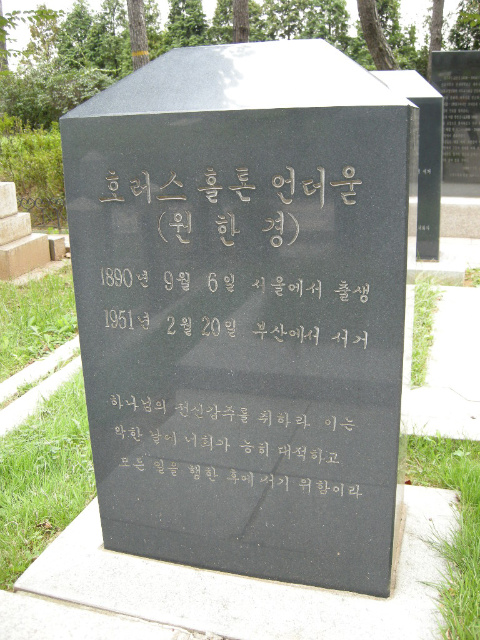 호러스 홀톤 언더욷
(원한경)
1890년 9월 6일 서울에서 출생
1951년 2월 20일 부산에서 서거
하나님의 전신갑주를 취하라 이는
악한 날에 너희가 능히 대적하고
모든 일을 행한 후에 서기 위함이라